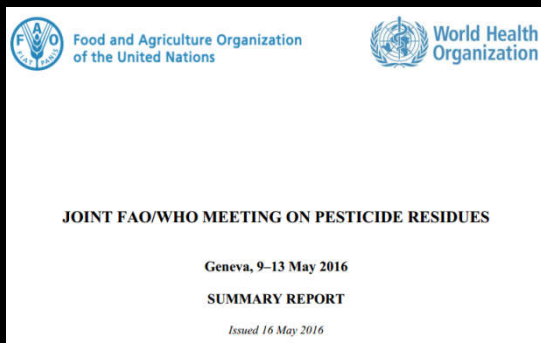 Food and Agriculture Organization
of the United Nations
World Health
Organization
JOINT FAO/WHO MEETING ON PESTICIDE RESIDUES
Geneva, 9–13 May 2016
SUMMARY REPORT
Issued 16 May 2016